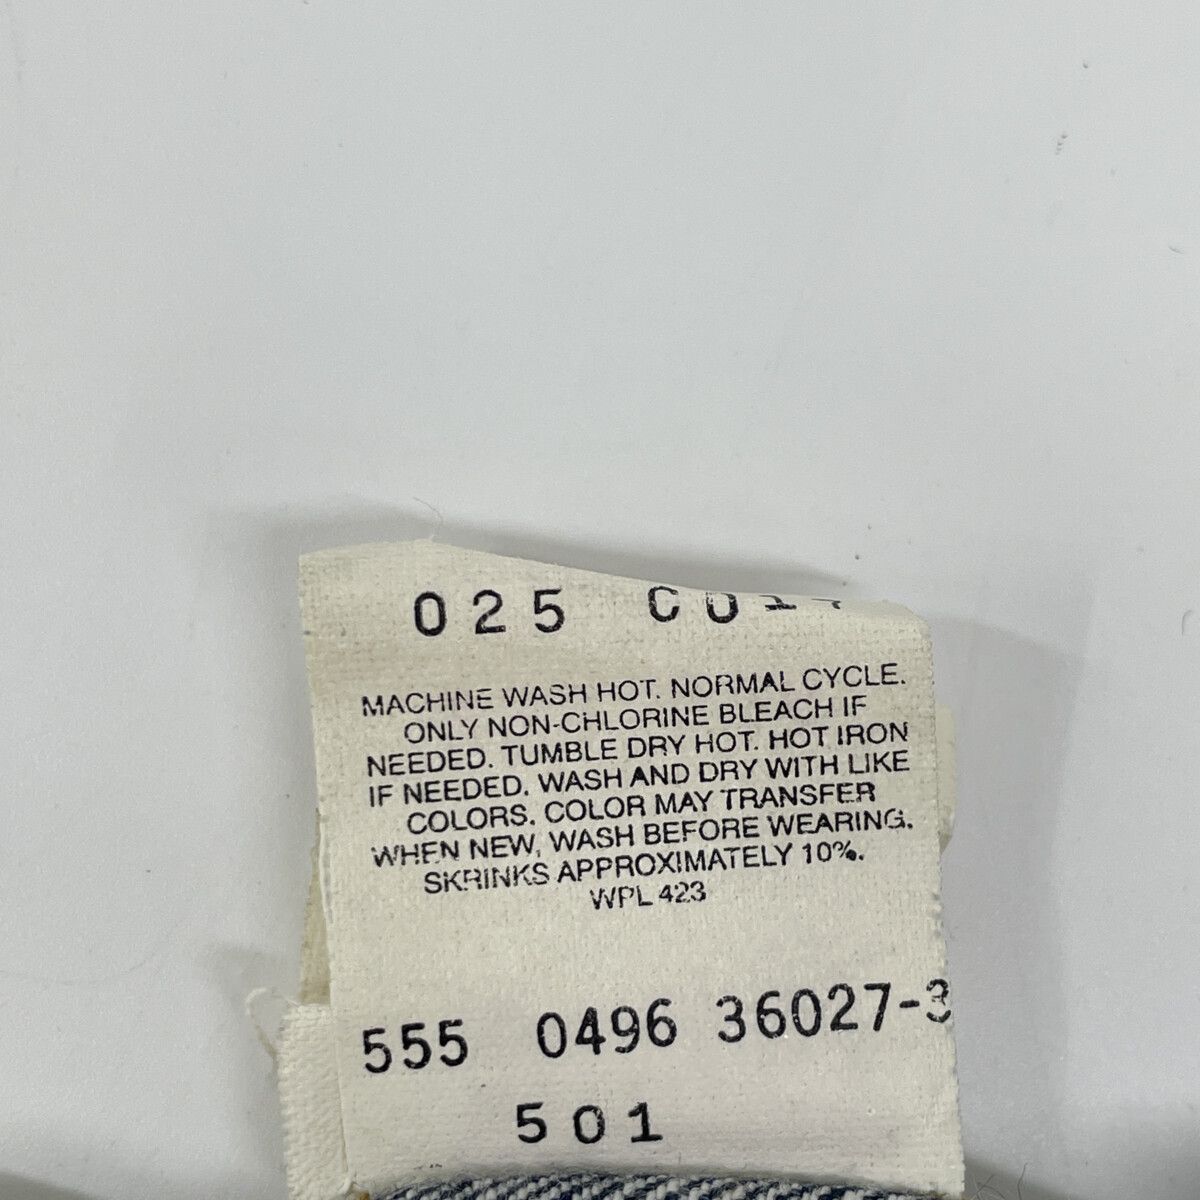 025
MACHINE WASH HOT. NORMAL CYCLE.
ONLY NON-CHLORINE BLEACH IF
NEEDED. TUMBLE DRY HOT. HOT IRON
IF NEEDED. WASH AND DRY WITH LIKE
COLORS. COLOR MAY TRANSFER
WHEN NEW, WASH BEFORE WEARING.
SKRINKS APPROXIMATELY 10%.
WPL 423
555 0496 36027-3
501